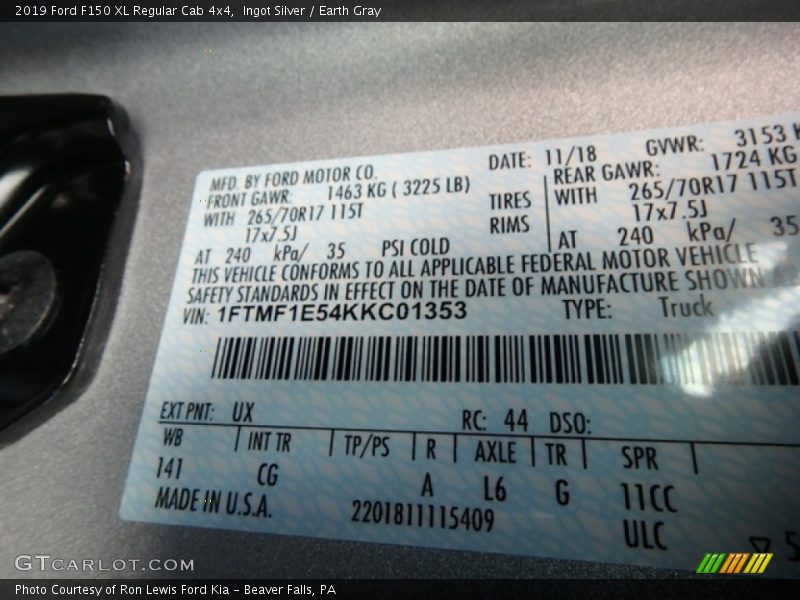 2019 Ford F150 XL Regular Cab 4x4,  Ingot Silver / Earth Gray
MFD. BY FORD MOTOR CO.
DATE: 11/18
GVWR: 3153 K
FRONT GAWR: 1463 KG ( 3225 LB)
REAR GAWR: 1724 KG
WITH 265/70R17 115T
TIRES
WITH 265/70R17 115T
17x7.5J
RIMS
17x7.5J
AT 240 kPa/ 35 PSI COLD
AT 240 kPa/ 35
THIS VEHICLE CONFORMS TO ALL APPLICABLE FEDERAL MOTOR VEHICLE
SAFETY STANDARDS IN EFFECT ON THE DATE OF MANUFACTURE SHOWN
VIN: 1FTMF1E54KKC01353
TYPE: Truck
EXT PNT: UX
RC: 44 DSO:
WB INT TR TP/PS R AXLE TR SPR
141 CG A L6 G 11CC
MADE IN U.S.A.
2201811115409
ULC
5
GTCARLOT.COM
Photo Courtesy of Ron Lewis Ford Kia – Beaver Falls, PA